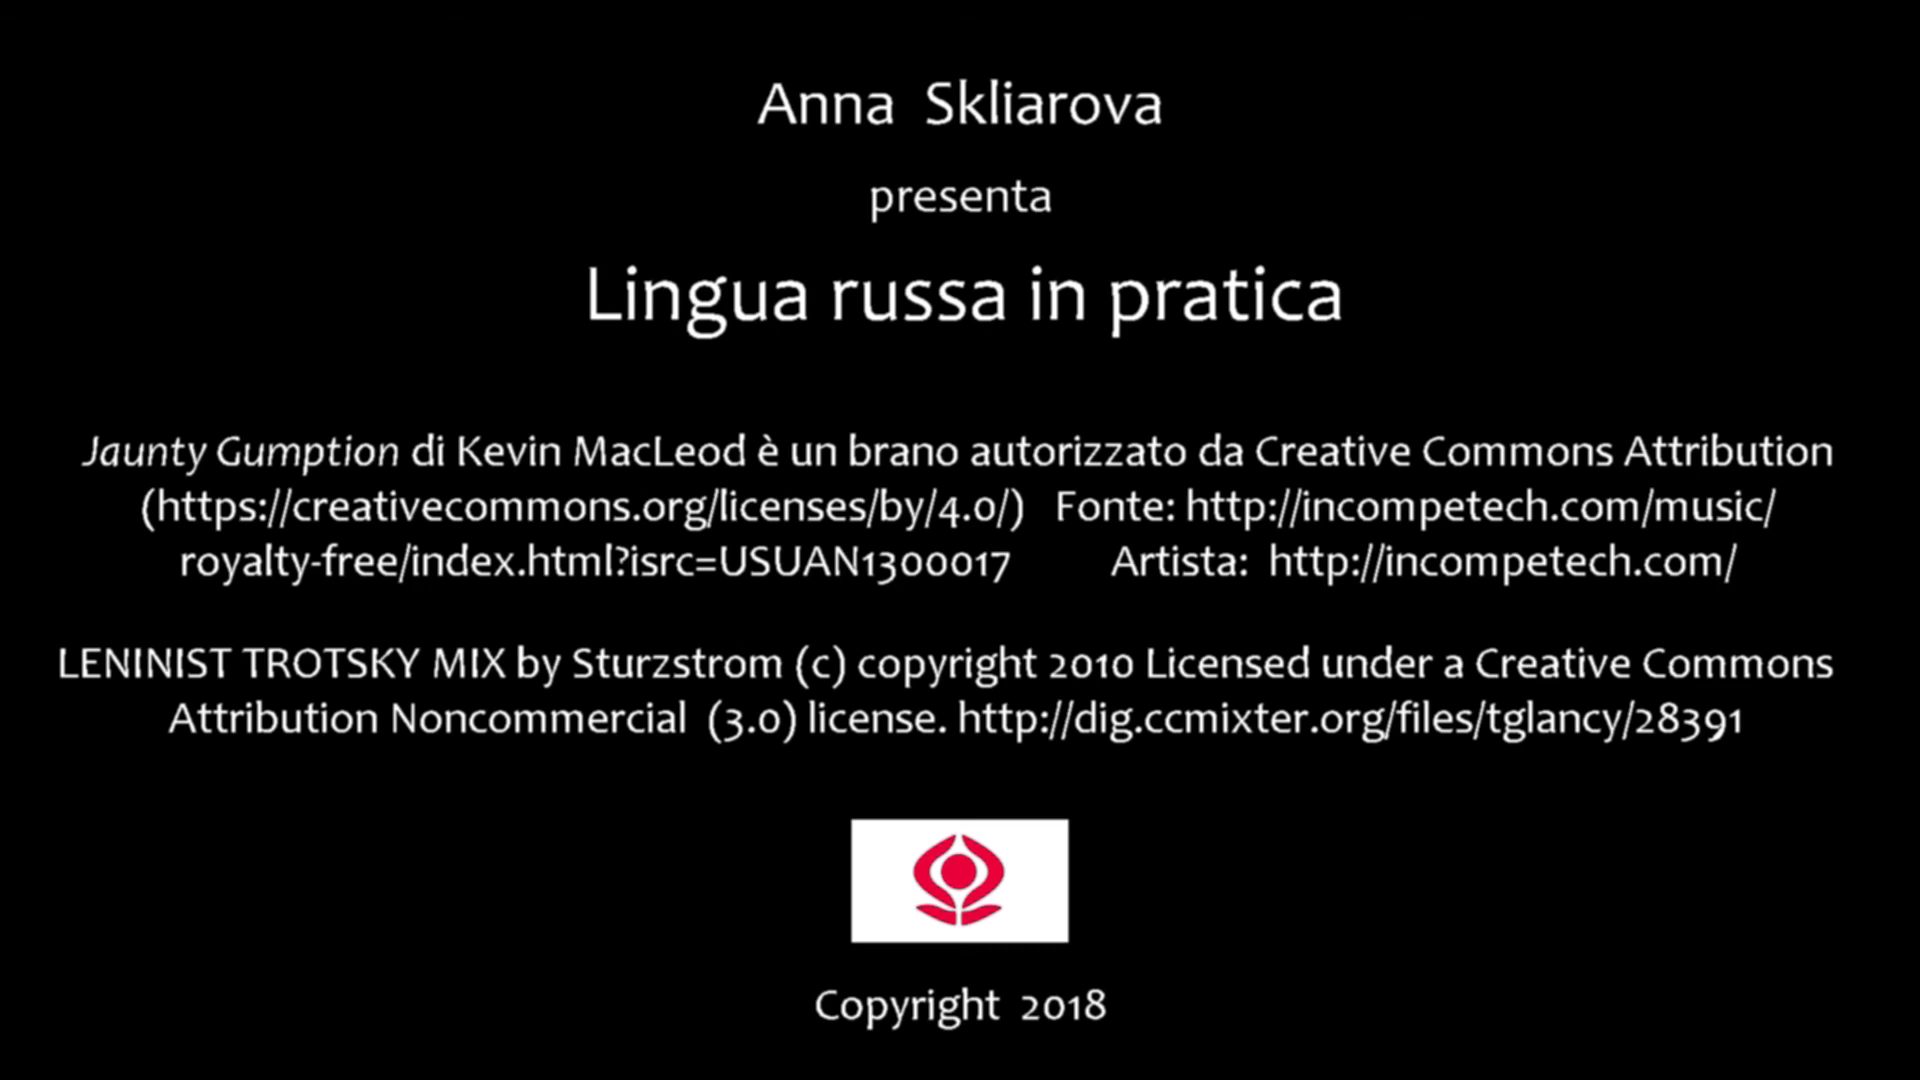 Anna Skliarova
presenta
Lingua russa in pratica
Jaunty Gumption di Kevin MacLeod è un brano autorizzato da Creative Commons Attribution
(https://creativecommons.org/licenses/by/4.0/) Fonte: http://incompetech.com/music/
royalty-free/index.html?isrc=USUAN1300017 Artista: http://incompetech.com/
LENINIST TROTSKY MIX by Sturzstrom (c) copyright 2010 Licensed under a Creative Commons
Attribution Noncommercial (3.0) license. http://dig.ccmixter.org/files/tglancy/28391
Copyright 2018